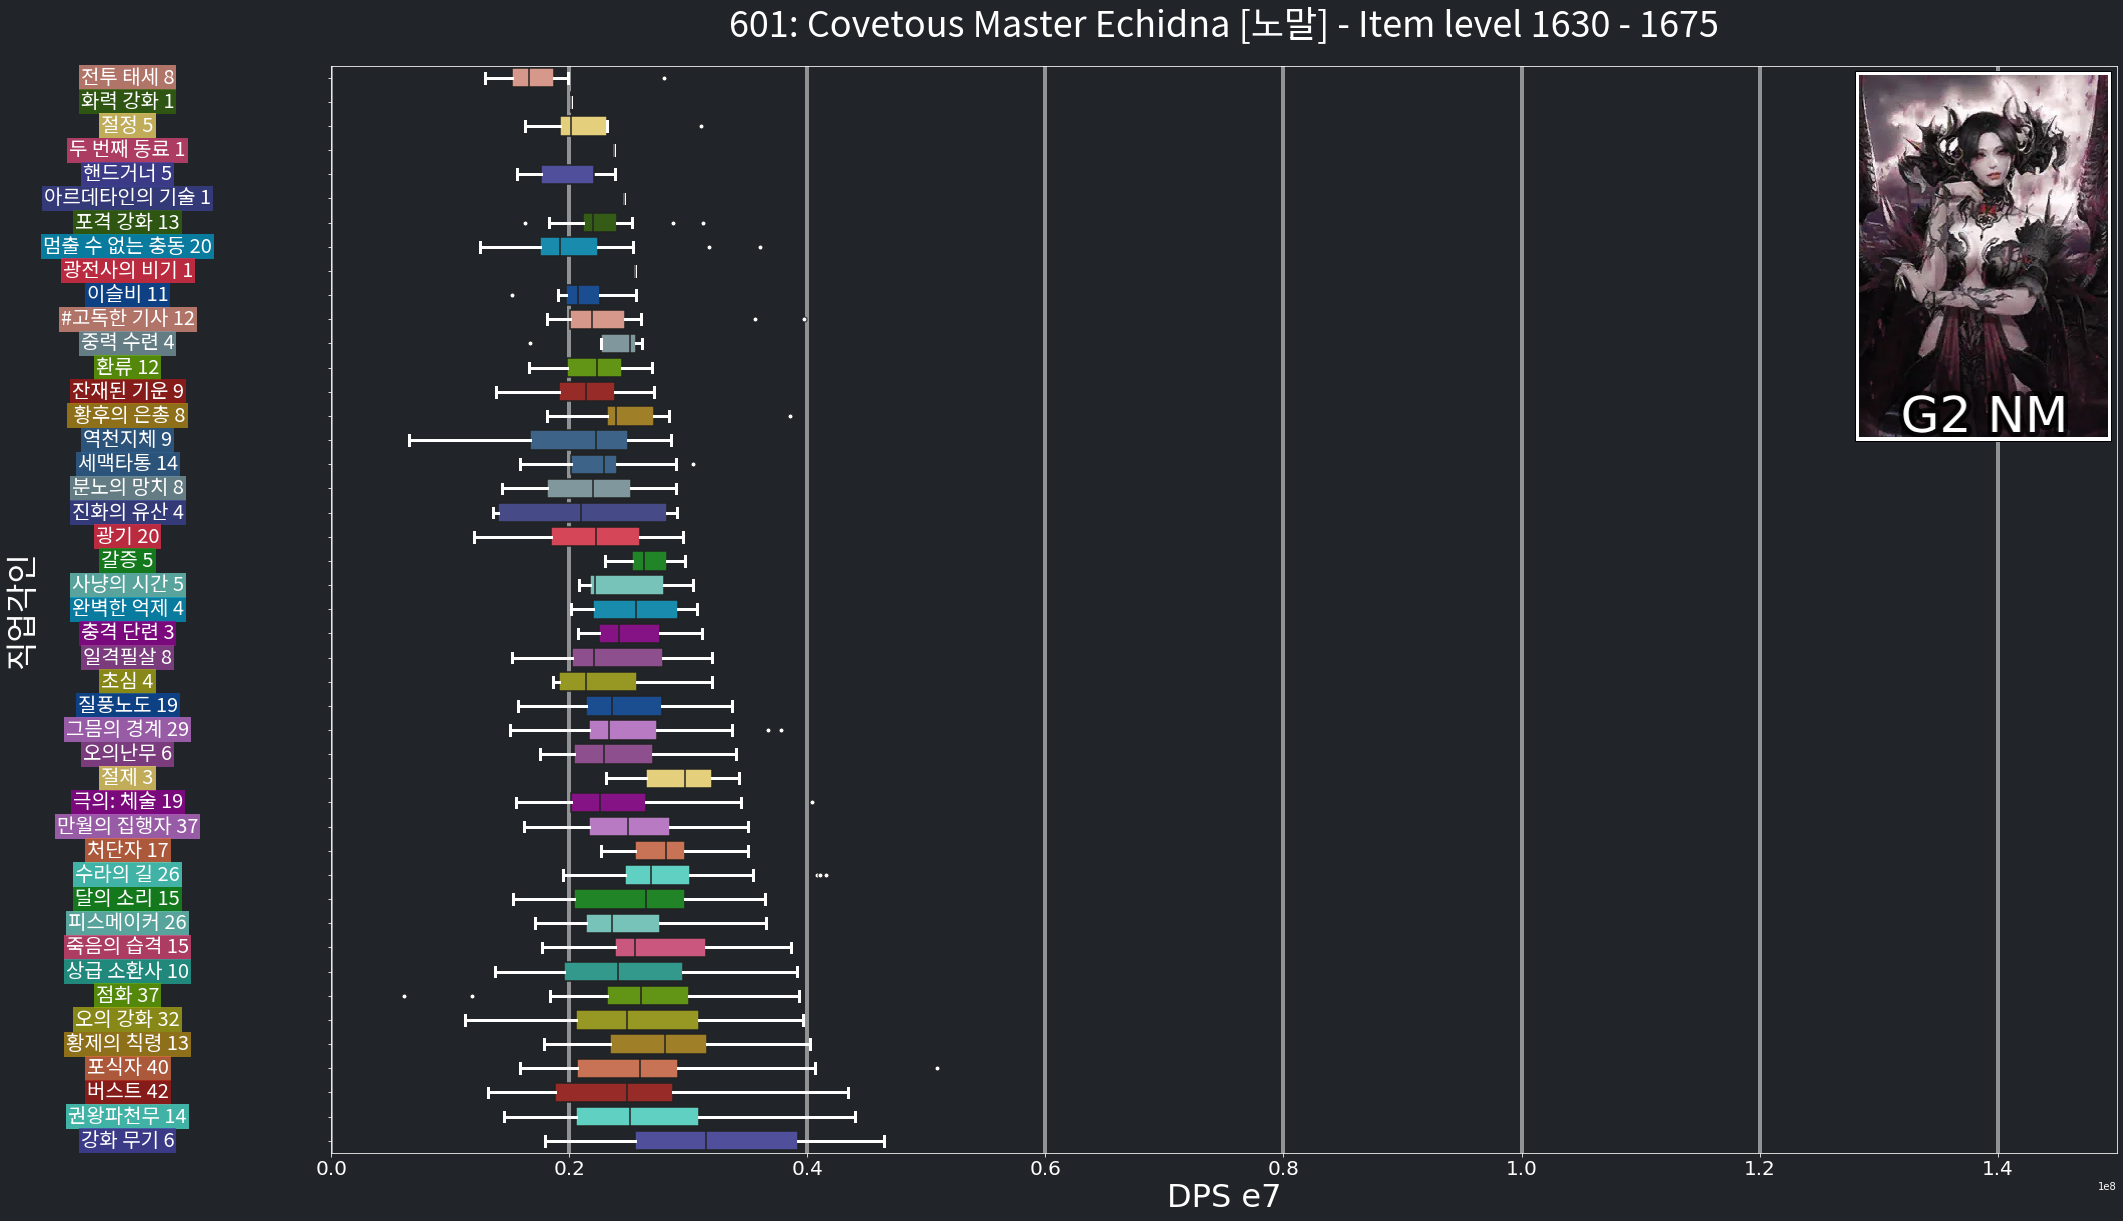 601: Covetous Master Echidna [노말] - Item level 1630 - 1675
전투 태세 8
화력 강화 1
절정 5
두 번째 동료 1
핸드거너 5
아르데타인의 기술 1
포격 강화 13
멈출 수 없는 충동 20
광전사의 비기 1
이슬비 11
#고독한 기사 12
중력 수련 4
환류 12
잔재된 기운 9
황후의 은총 8
역천지체 9
세맥타통 14
분노의 망치 8
진화의 유산 4
광기 20
갈증 5
사냥의 시간 5
완벽한 억제 4
충격 단련 3
일격필살 8
초심 4
질풍노도 19
그믐의 경계 29
오의난무 6
절제 3
극의: 체술 19
만월의 집행자 37
처단자 17
수라의 길 26
달의 소리 15
피스메이커 26
죽음의 습격 15
상급 소환사 10
점화 37
오의 강화 32
황제의 칙령 13
포식자 40
버스트 42
권왕파천무 14
강화 무기 6
직업각인
G2 NM
0.0 0.2 0.4 0.6 0.8 1.0 1.2 1.4
1e8
DPS e7